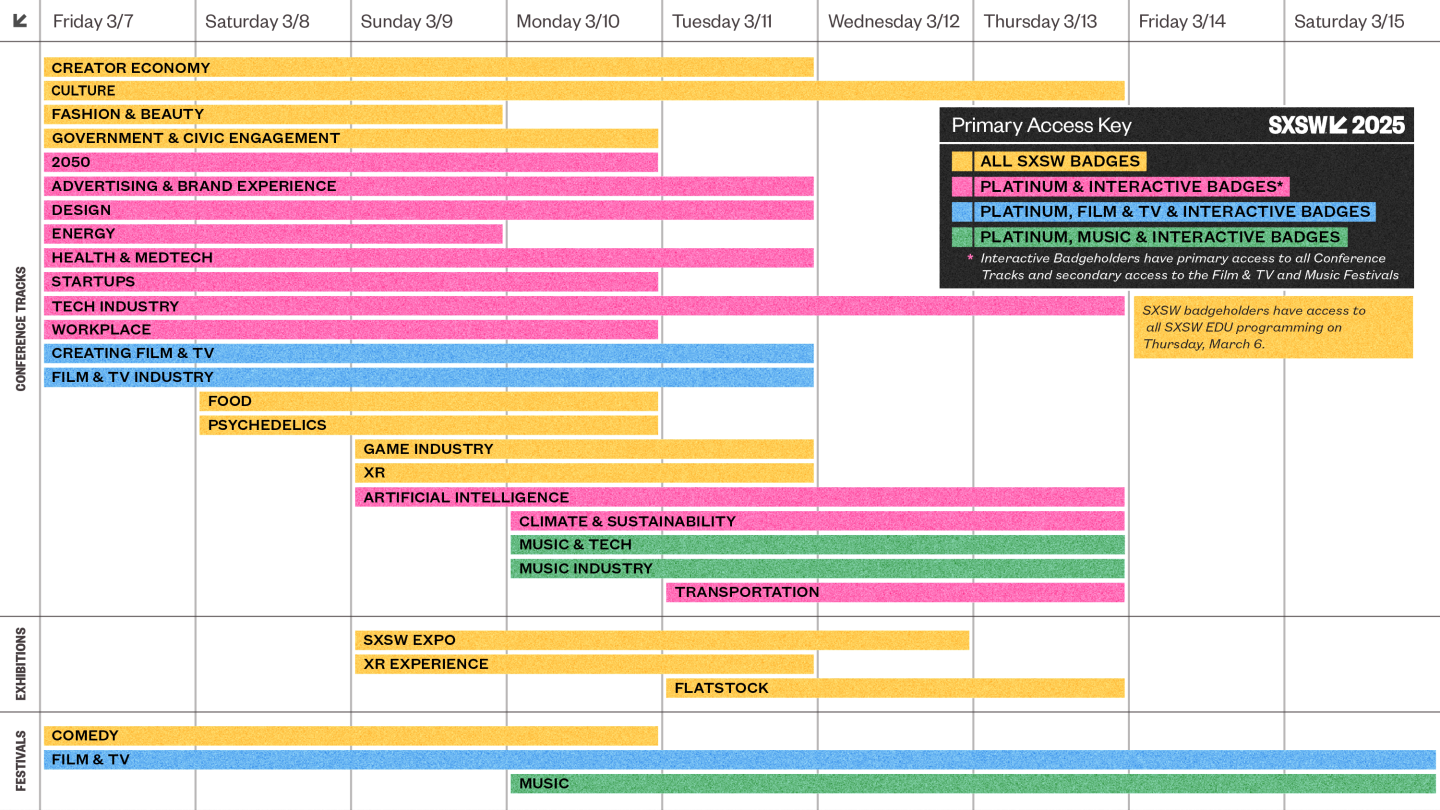 Friday 3/7
Saturday 3/8
Sunday 3/9
Monday 3/10
Tuesday 3/11
Wednesday 3/12
Thursday 3/13
Friday 3/14
Saturday 3/15
CONFERENCE TRACKS
CREATOR ECONOMY
CULTURE
FASHION & BEAUTY
GOVERNMENT & CIVIC ENGAGEMENT
2050
ADVERTISING & BRAND EXPERIENCE
DESIGN
ENERGY
HEALTH & MEDTECH
STARTUPS
TECH INDUSTRY
WORKPLACE
CREATING FILM & TV
FILM & TV INDUSTRY
FOOD
PSYCHEDELICS
GAME INDUSTRY
XR
ARTIFICIAL INTELLIGENCE
CLIMATE & SUSTAINABILITY
MUSIC & TECH
MUSIC INDUSTRY
TRANSPORTATION
Primary Access Key
SXSW 2025
ALL SXSW BADGES
PLATINUM & INTERACTIVE BADGES*
PLATINUM, FILM & TV & INTERACTIVE BADGES
PLATINUM, MUSIC & INTERACTIVE BADGES
* Interactive Badgeholders have primary access to all Conference
Tracks and secondary access to the Film & TV and Music Festivals
SXSW badgeholders have access to
all SXSW EDU programming on
Thursday, March 6.
EXHIBITIONS
SXSW EXPO
XR EXPERIENCE
FLATSTOCK
FESTIVALS
COMEDY
FILM & TV
MUSIC